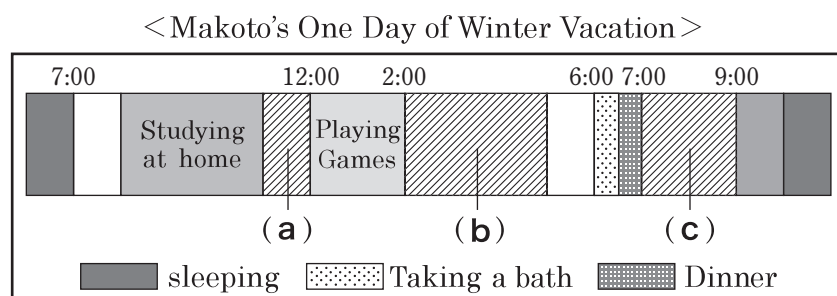 <Makoto's One Day of Winter Vacation>
7:00 12:00 2:00 6:00 7:00 9:00
Studying at home
Playing Games
(a) (b) (c)
sleeping Taking a bath Dinner